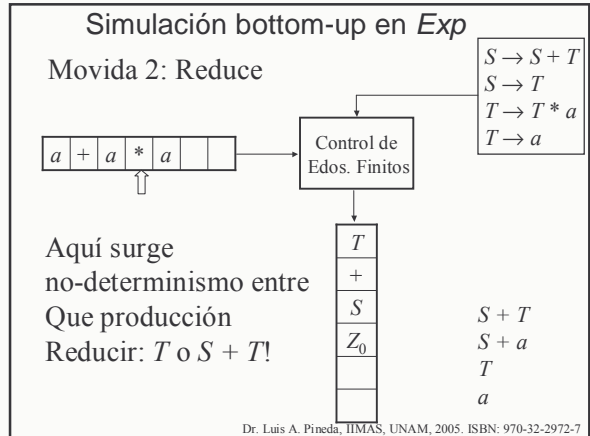 Simulación bottom-up en Exp
Movida 2: Reduce
S → S + T
S → T
T → T * a
T → a
a + a * a
Control de
Edos. Finitos
T
+
S
Z0
Aquí surge
no-determinismo entre
Que producción
Reducir: T o S + T!
S + T
S + a
T
a
Dr. Luis A. Pineda, IIMAS, UNAM, 2005. ISBN: 970-32-2972-7